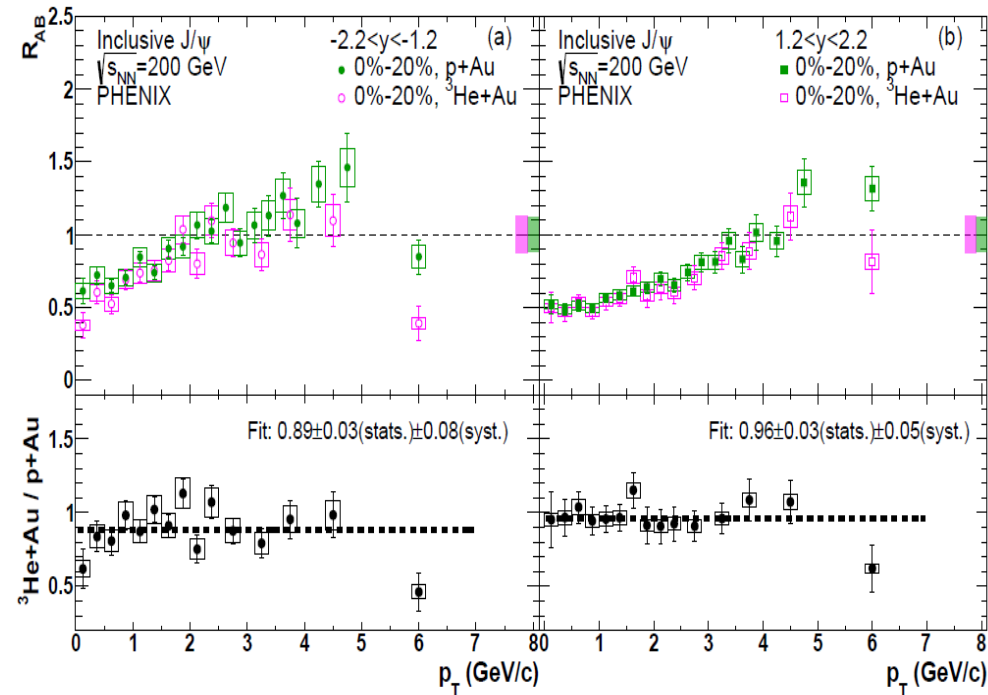 R_AB
2.5
2
1.5
1
0.5
0
Inclusive J/ψ
√s_NN=200 GeV
PHENIX
-2.2<y<-1.2 (a)
0%-20%, p+Au
0%-20%, ³He+Au
Inclusive J/ψ
√s_NN=200 GeV
PHENIX
1.2<y<2.2 (b)
0%-20%, p+Au
0%-20%, ³He+Au
³He+Au / p+Au
1.5
1
0.5
Fit: 0.89±0.03(stats.)±0.08(syst.)
Fit: 0.96±0.03(stats.)±0.05(syst.)
0 1 2 3 4 5 6 7 80 1 2 3 4 5 6 7 8
p_T (GeV/c) p_T (GeV/c)